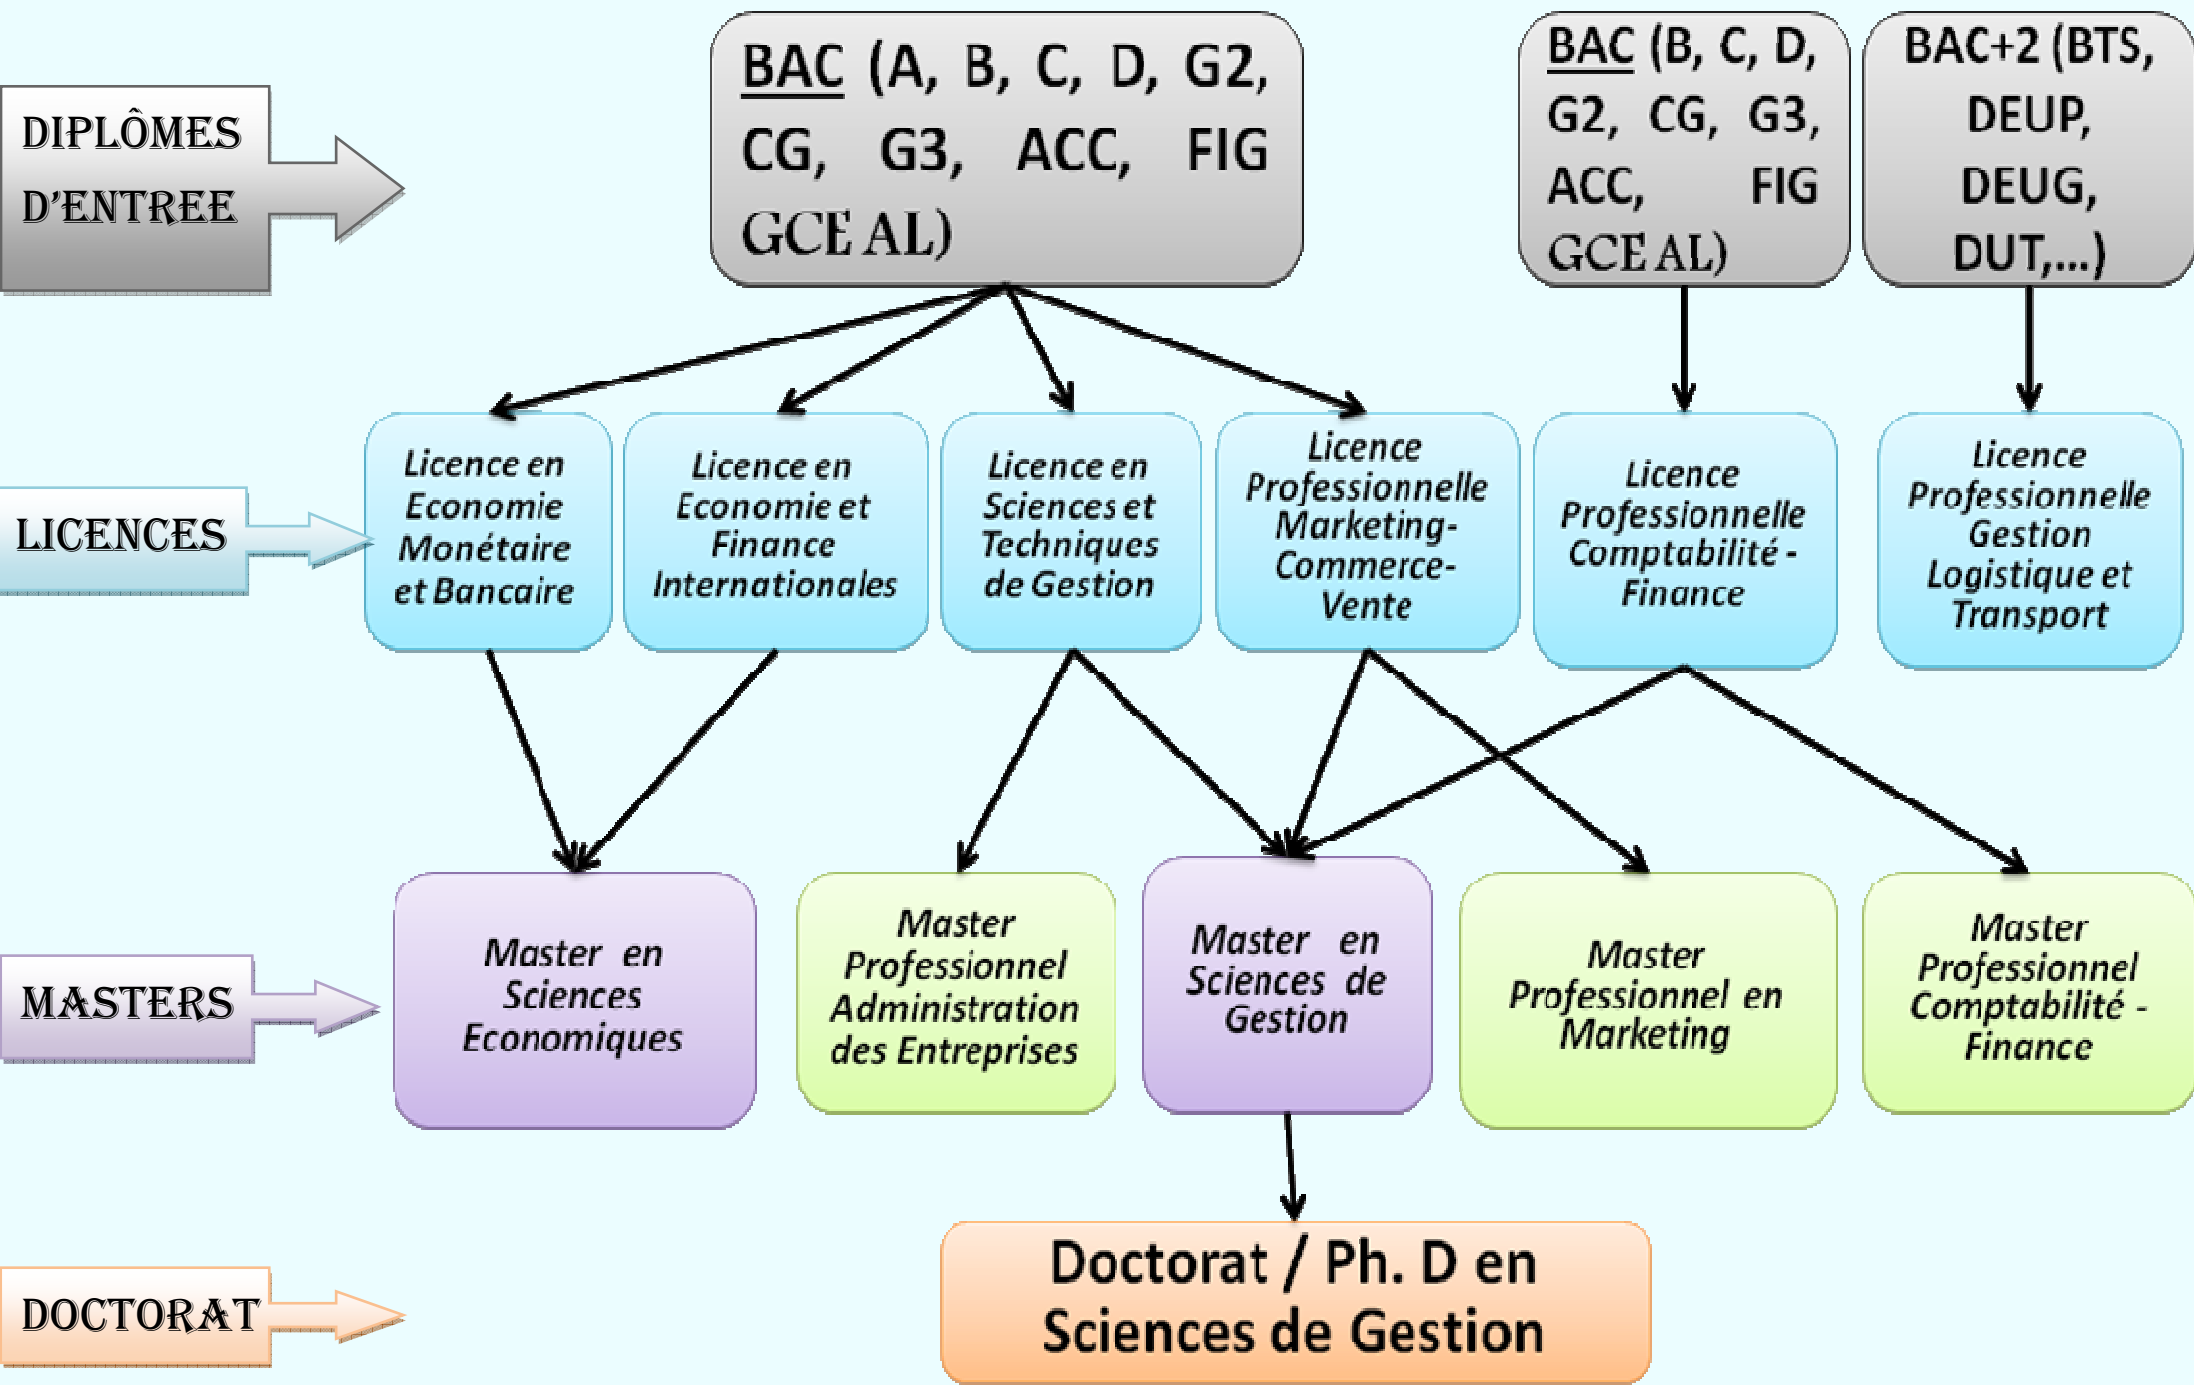 DIPLÔMES
D'ENTREE
BAC (A, B, C, D, G2,
CG, G3, ACC, FIG
GCE AL)
BAC (B, C, D,
G2, CG, G3,
ACC, FIG
GCE AL)
BAC+2 (BTS,
DEUP,
DEUG,
DUT,...)
LICENCES
Licence en
Economie
Monétaire
et Bancaire
Licence en
Economie et
Finance
Internationales
Licence en
Sciences et
Techniques
de Gestion
Licence
Professionnelle
Marketing-
Commerce-
Vente
Licence
Professionnelle
Comptabilité -
Finance
Licence
Professionnelle
Gestion
Logistique et
Transport
MASTERS
Master en
Sciences
Economiques
Master
Professionnel
Administration
des Entreprises
Master en
Sciences de
Gestion
Master
Professionnel en
Marketing
Master
Professionnel
Comptabilité -
Finance
DOCTORAT
Doctorat / Ph. D en
Sciences de Gestion